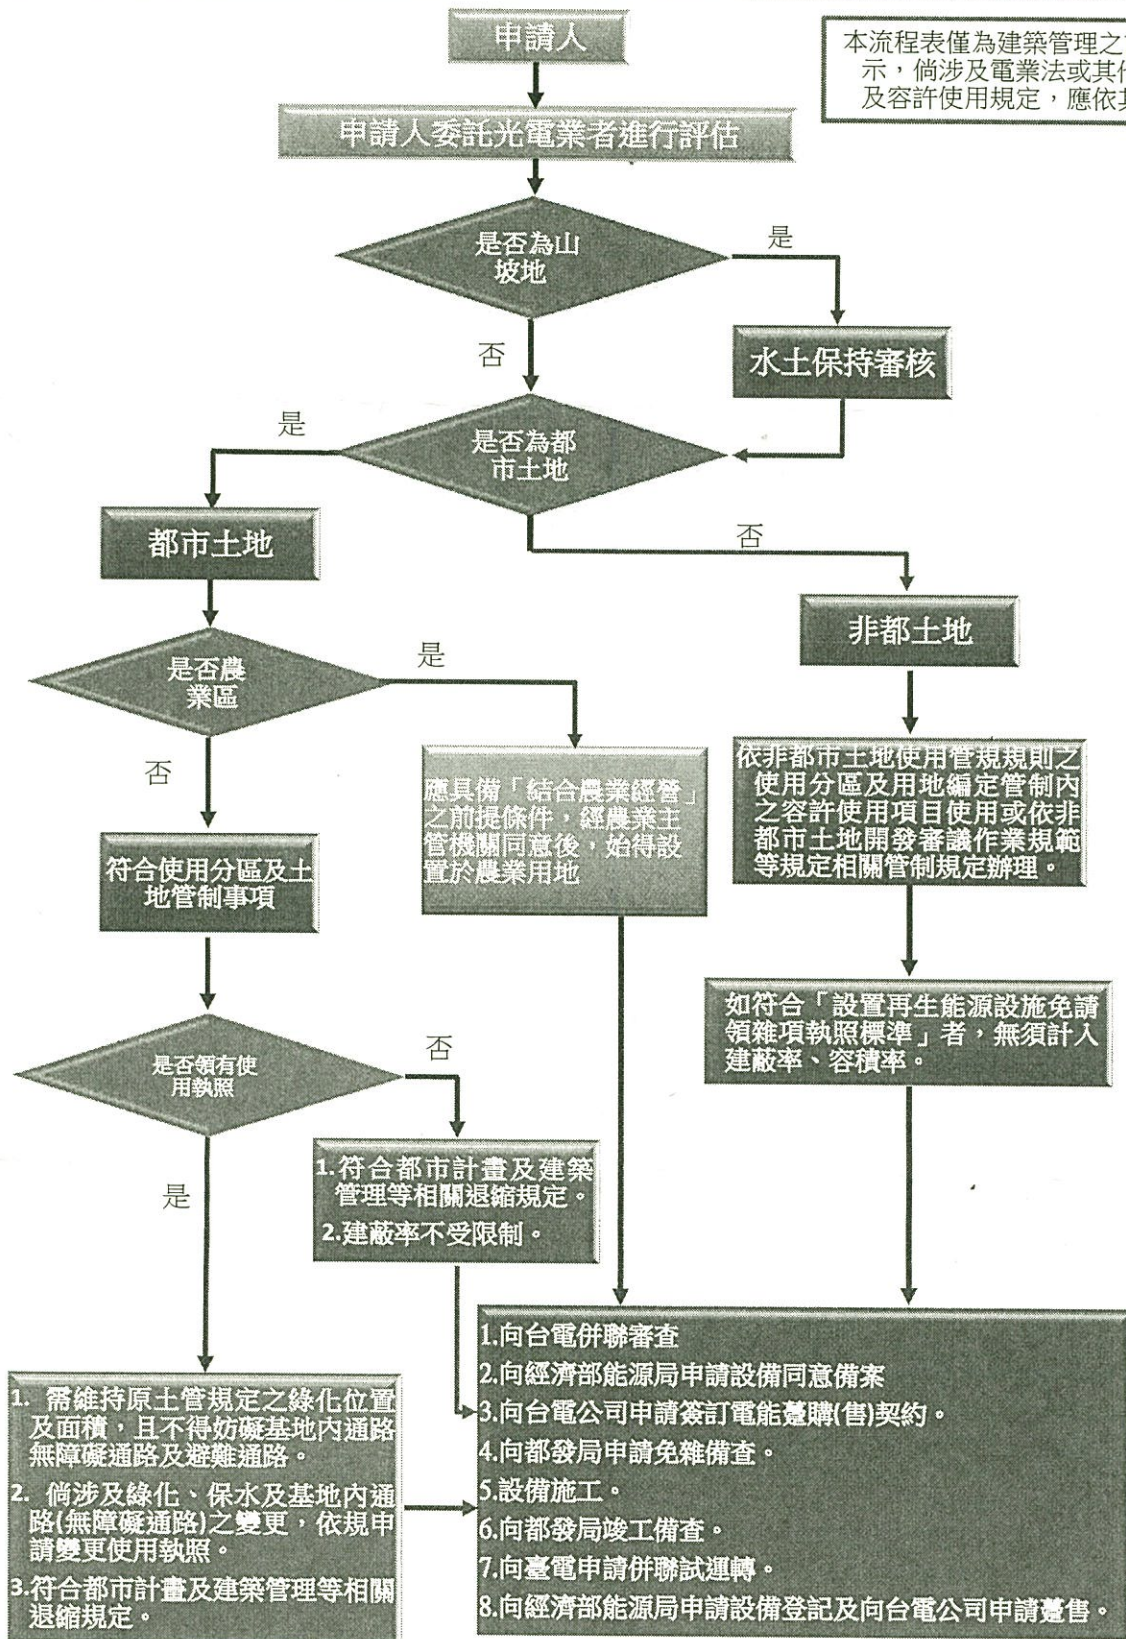 申請人
本流程表僅為建築管理之
示，倘涉及電業法或其
及容許使用規定，應依
申請人委託光電業者進行評估
是否為山
坡地
是
否
水土保持審核
是否為都
市土地
是
否
都市土地
非都土地
是否農
業區
是
否
應具備「結合農業經營」
之前提條件，經農業主
管機關同意後，始得設
置於農業用地
依非都市土地使用管規規則之
使用分區及用地編定管制內
之容許使用項目使用或依非
都市土地開發審議作業規範
等規定相關管制規定辦理。
符合使用分區及土
地管制事項
如符合「設置再生能源設施免請
領雜項執照標準」者，無須計入
建蔽率、容積率。
是否領有使
用執照
否
是
1.符合都市計畫及建築
管理等相關退縮規定。
2.建蔽率不受限制。
1. 需維持原土管規定之綠化位置
及面積，且不得妨礙基地內通路
無障礙通路及避難通路。
2. 倘涉及綠化、保水及基地內通
路(無障礙通路)之變更，依規申
請變更使用執照。
3.符合都市計畫及建築管理等相關
退縮規定。
1.向台電併聯審查
2.向經濟部能源局申請設備同意備案
3.向台電公司申請簽訂電能躉購(售)契約。
4.向都發局申請免雜備查。
5.設備施工。
6.向都發局竣工備查。
7.向臺電申請併聯試運轉。
8.向經濟部能源局申請設備登記及向台電公司申請躉售。